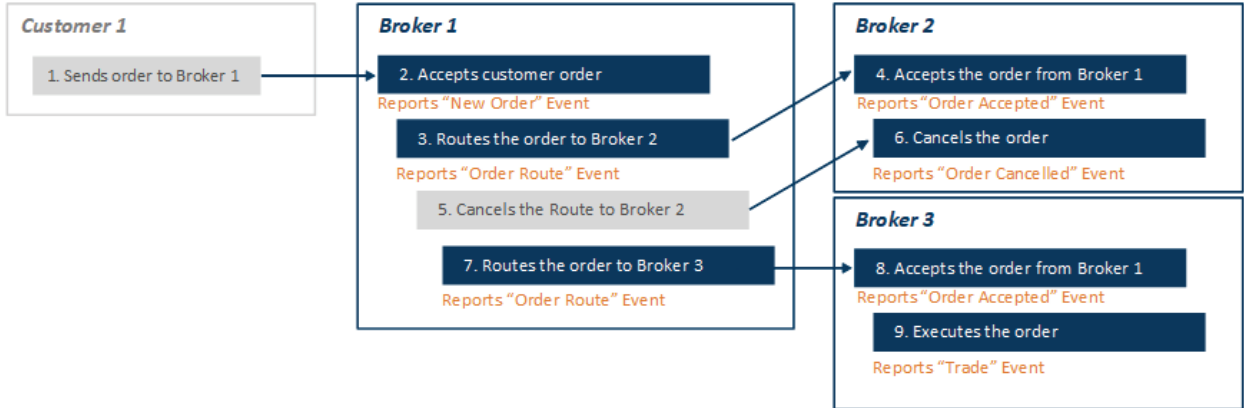 Customer 1
1. Sends order to Broker 1
Broker 1
2. Accepts customer order
Reports “New Order” Event
3. Routes the order to Broker 2
Reports “Order Route” Event
5. Cancels the Route to Broker 2
7. Routes the order to Broker 3
Reports “Order Route” Event
Broker 2
4. Accepts the order from Broker 1
Reports “Order Accepted” Event
6. Cancels the order
Reports “Order Cancelled” Event
Broker 3
8. Accepts the order from Broker 1
Reports “Order Accepted” Event
9. Executes the order
Reports “Trade” Event